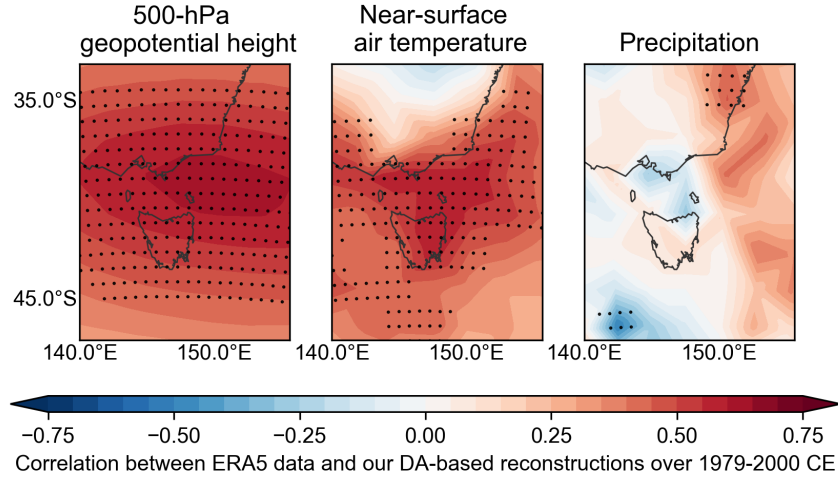 500-hPa
geopotential height
Near-surface
air temperature
Precipitation
35.0°S
45.0°S
140.0°E 150.0°E 140.0°E 150.0°E 140.0°E 150.0°E
−0.75 −0.50 −0.25 0.00 0.25 0.50 0.75
Correlation between ERA5 data and our DA-based reconstructions over 1979-2000 CE